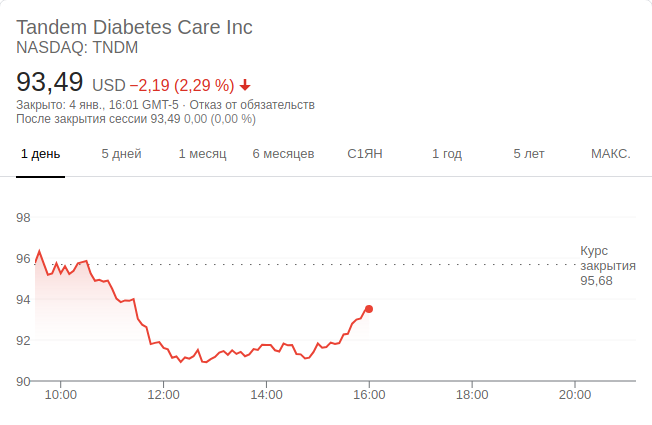 Tandem Diabetes Care Inc
NASDAQ: TNDM
93,49 USD −2,19 (2,29 %)
Закрыто: 4 янв., 16:01 GMT-5 · Отказ от обязательств
После закрытия сессии 93,49 0,00 (0,00 %)
1 день 5 дней 1 месяц 6 месяцев С1ЯН 1 год 5 лет МАКС.
98
96
94
92
90
Курс
закрытия
95,68
10:00 12:00 14:00 16:00 18:00 20:00